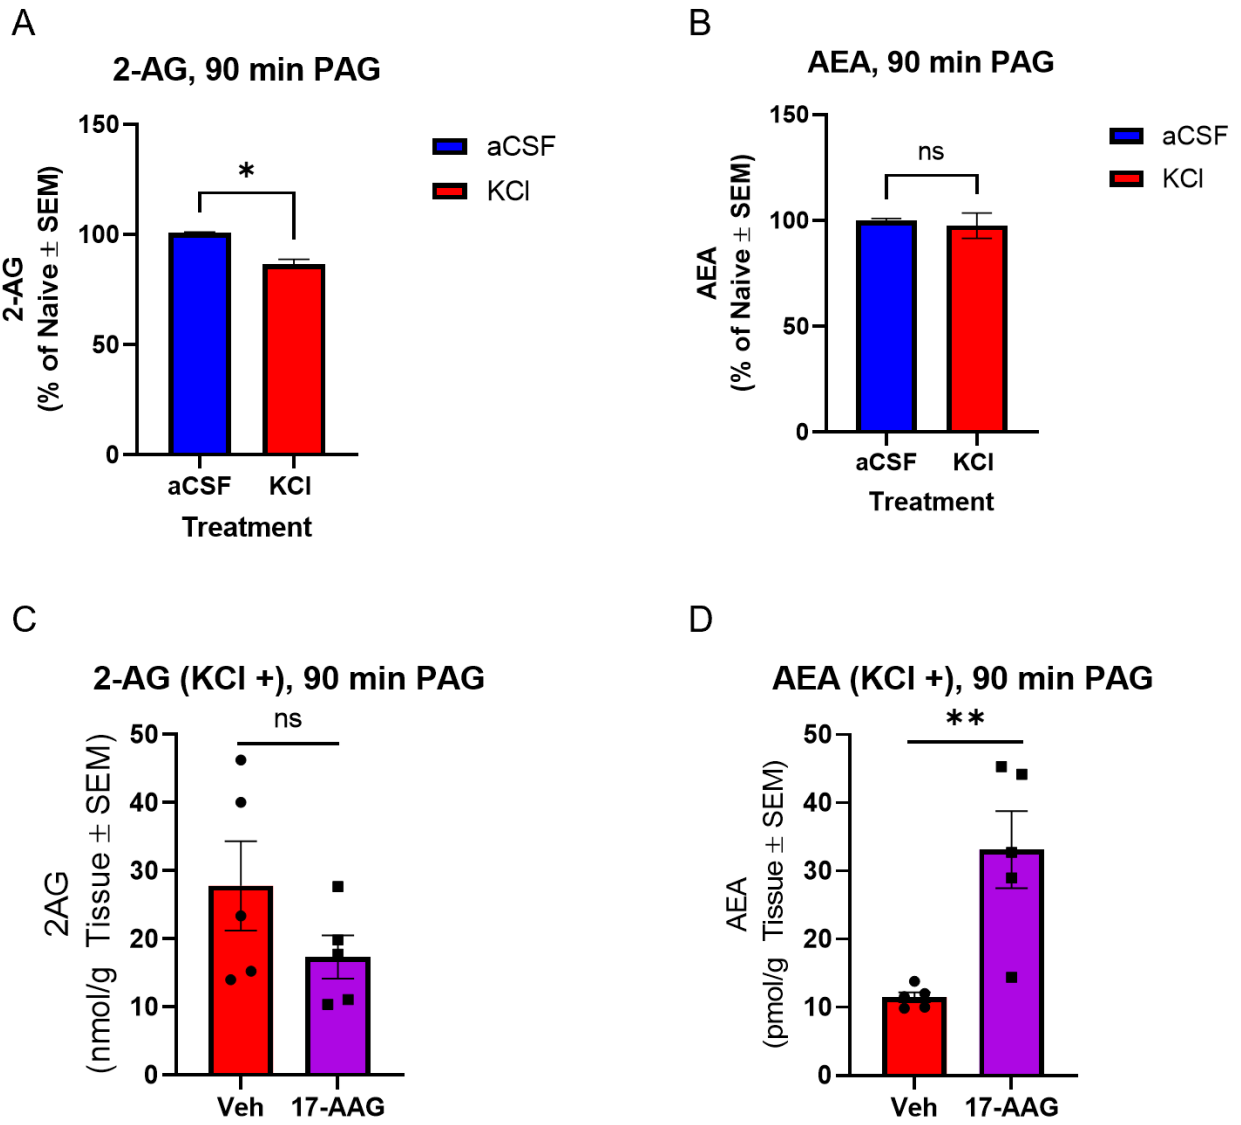 A
2-AG, 90 min PAG
2-AG
(% of Naive ± SEM)
150
100
50
0
*
aCSF
KCl
aCSF KCl
Treatment
B
AEA, 90 min PAG
AEA
(% of Naive ± SEM)
150
100
50
0
ns
aCSF
KCl
aCSF KCl
Treatment
C
2-AG (KCl +), 90 min PAG
2AG
(nmol/g Tissue ± SEM)
50
40
30
20
10
0
ns
Veh 17-AAG
D
AEA (KCl +), 90 min PAG
AEA
(pmol/g Tissue ± SEM)
50
40
30
20
10
0
**
Veh 17-AAG